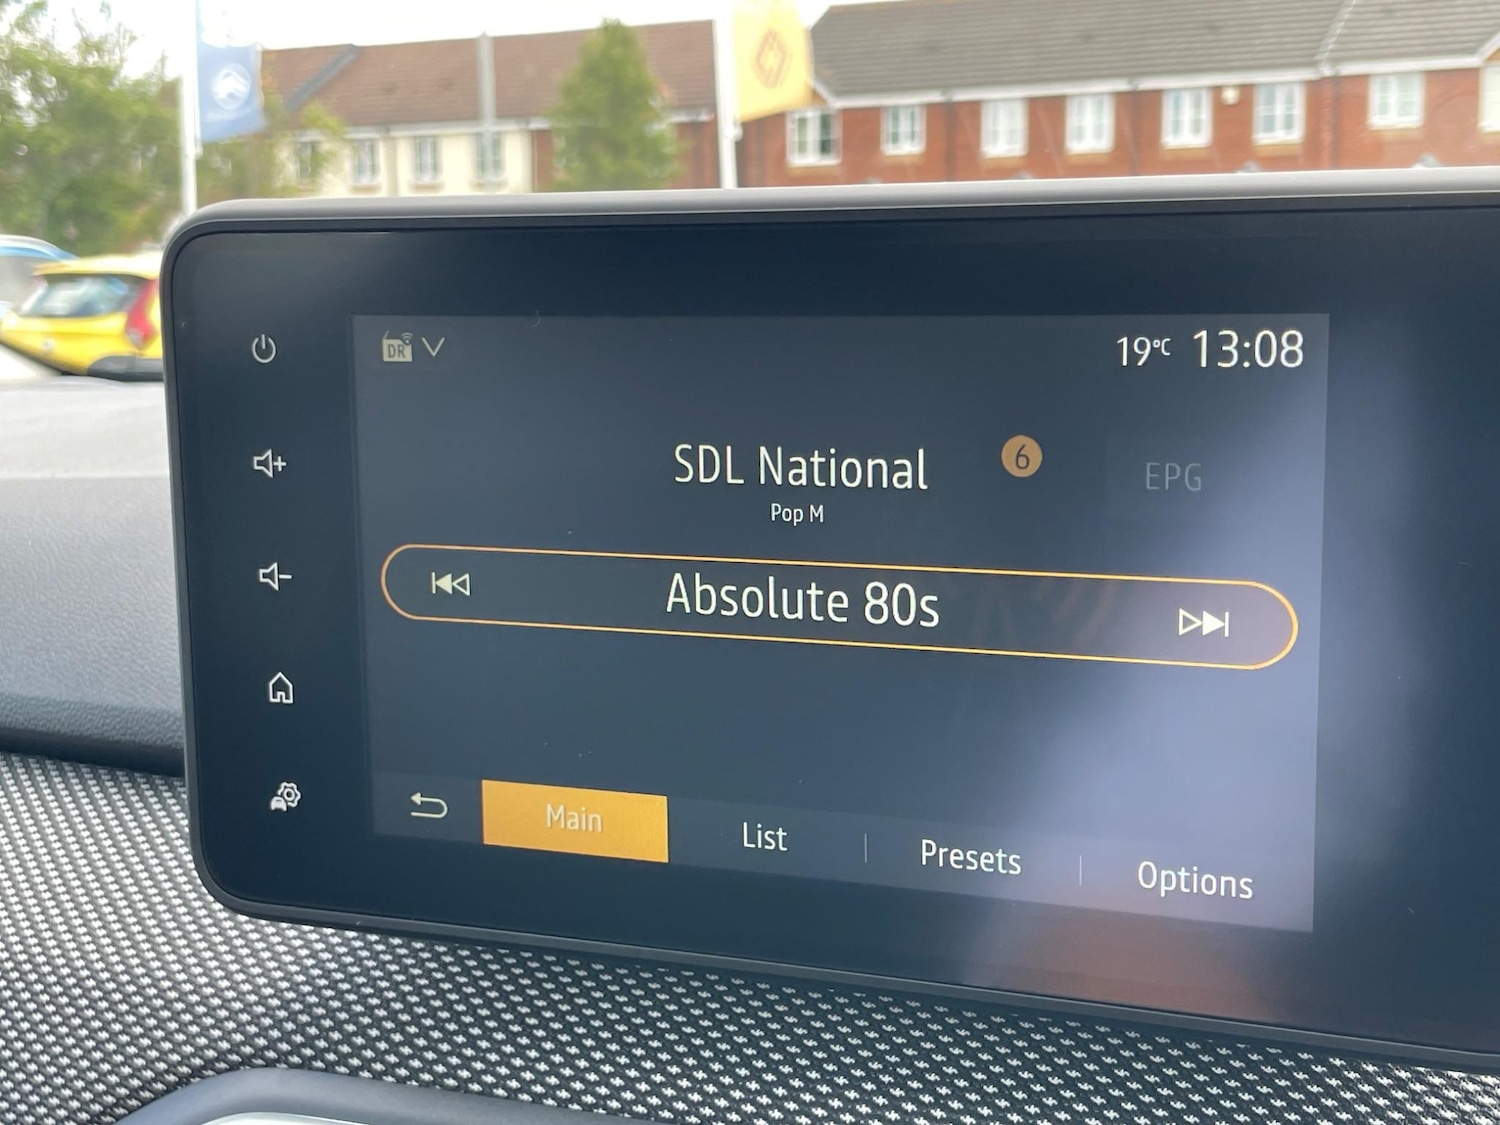 DR
19°C 13:08
SDL National
6
EPG
Pop M
Absolute 80s
Main
List
Presets
Options